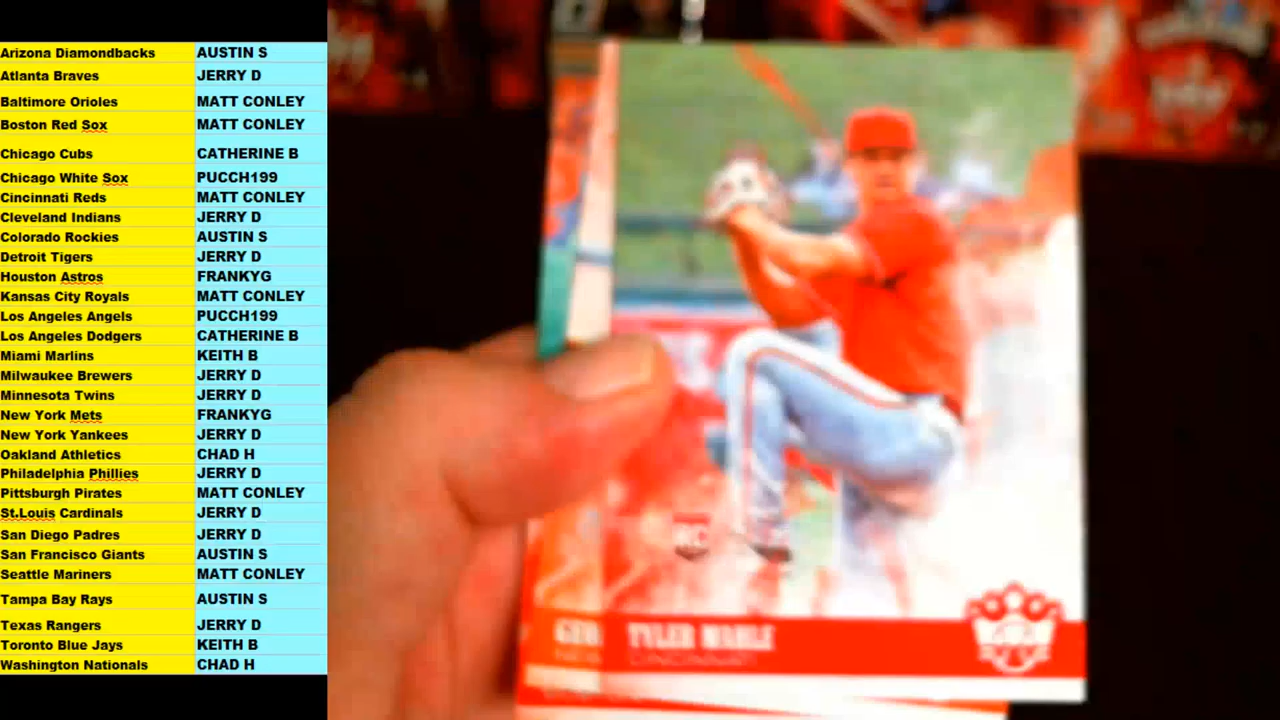 Arizona Diamondbacks AUSTIN S
Atlanta Braves JERRY D
Baltimore Orioles MATT CONLEY
Boston Red Sox MATT CONLEY
Chicago Cubs CATHERINE B
Chicago White Sox PUCCH199
Cincinnati Reds MATT CONLEY
Cleveland Indians JERRY D
Colorado Rockies AUSTIN S
Detroit Tigers JERRY D
Houston Astros FRANKYG
Kansas City Royals MATT CONLEY
Los Angeles Angels PUCCH199
Los Angeles Dodgers CATHERINE B
Miami Marlins KEITH B
Milwaukee Brewers JERRY D
Minnesota Twins JERRY D
New York Mets FRANKYG
New York Yankees JERRY D
Oakland Athletics CHAD H
Philadelphia Phillies JERRY D
Pittsburgh Pirates MATT CONLEY
St.Louis Cardinals JERRY D
San Diego Padres JERRY D
San Francisco Giants AUSTIN S
Seattle Mariners MATT CONLEY
Tampa Bay Rays AUSTIN S
Texas Rangers JERRY D
Toronto Blue Jays KEITH B
Washington Nationals CHAD H
RC
TYLER MAHLE
CINCINNATI